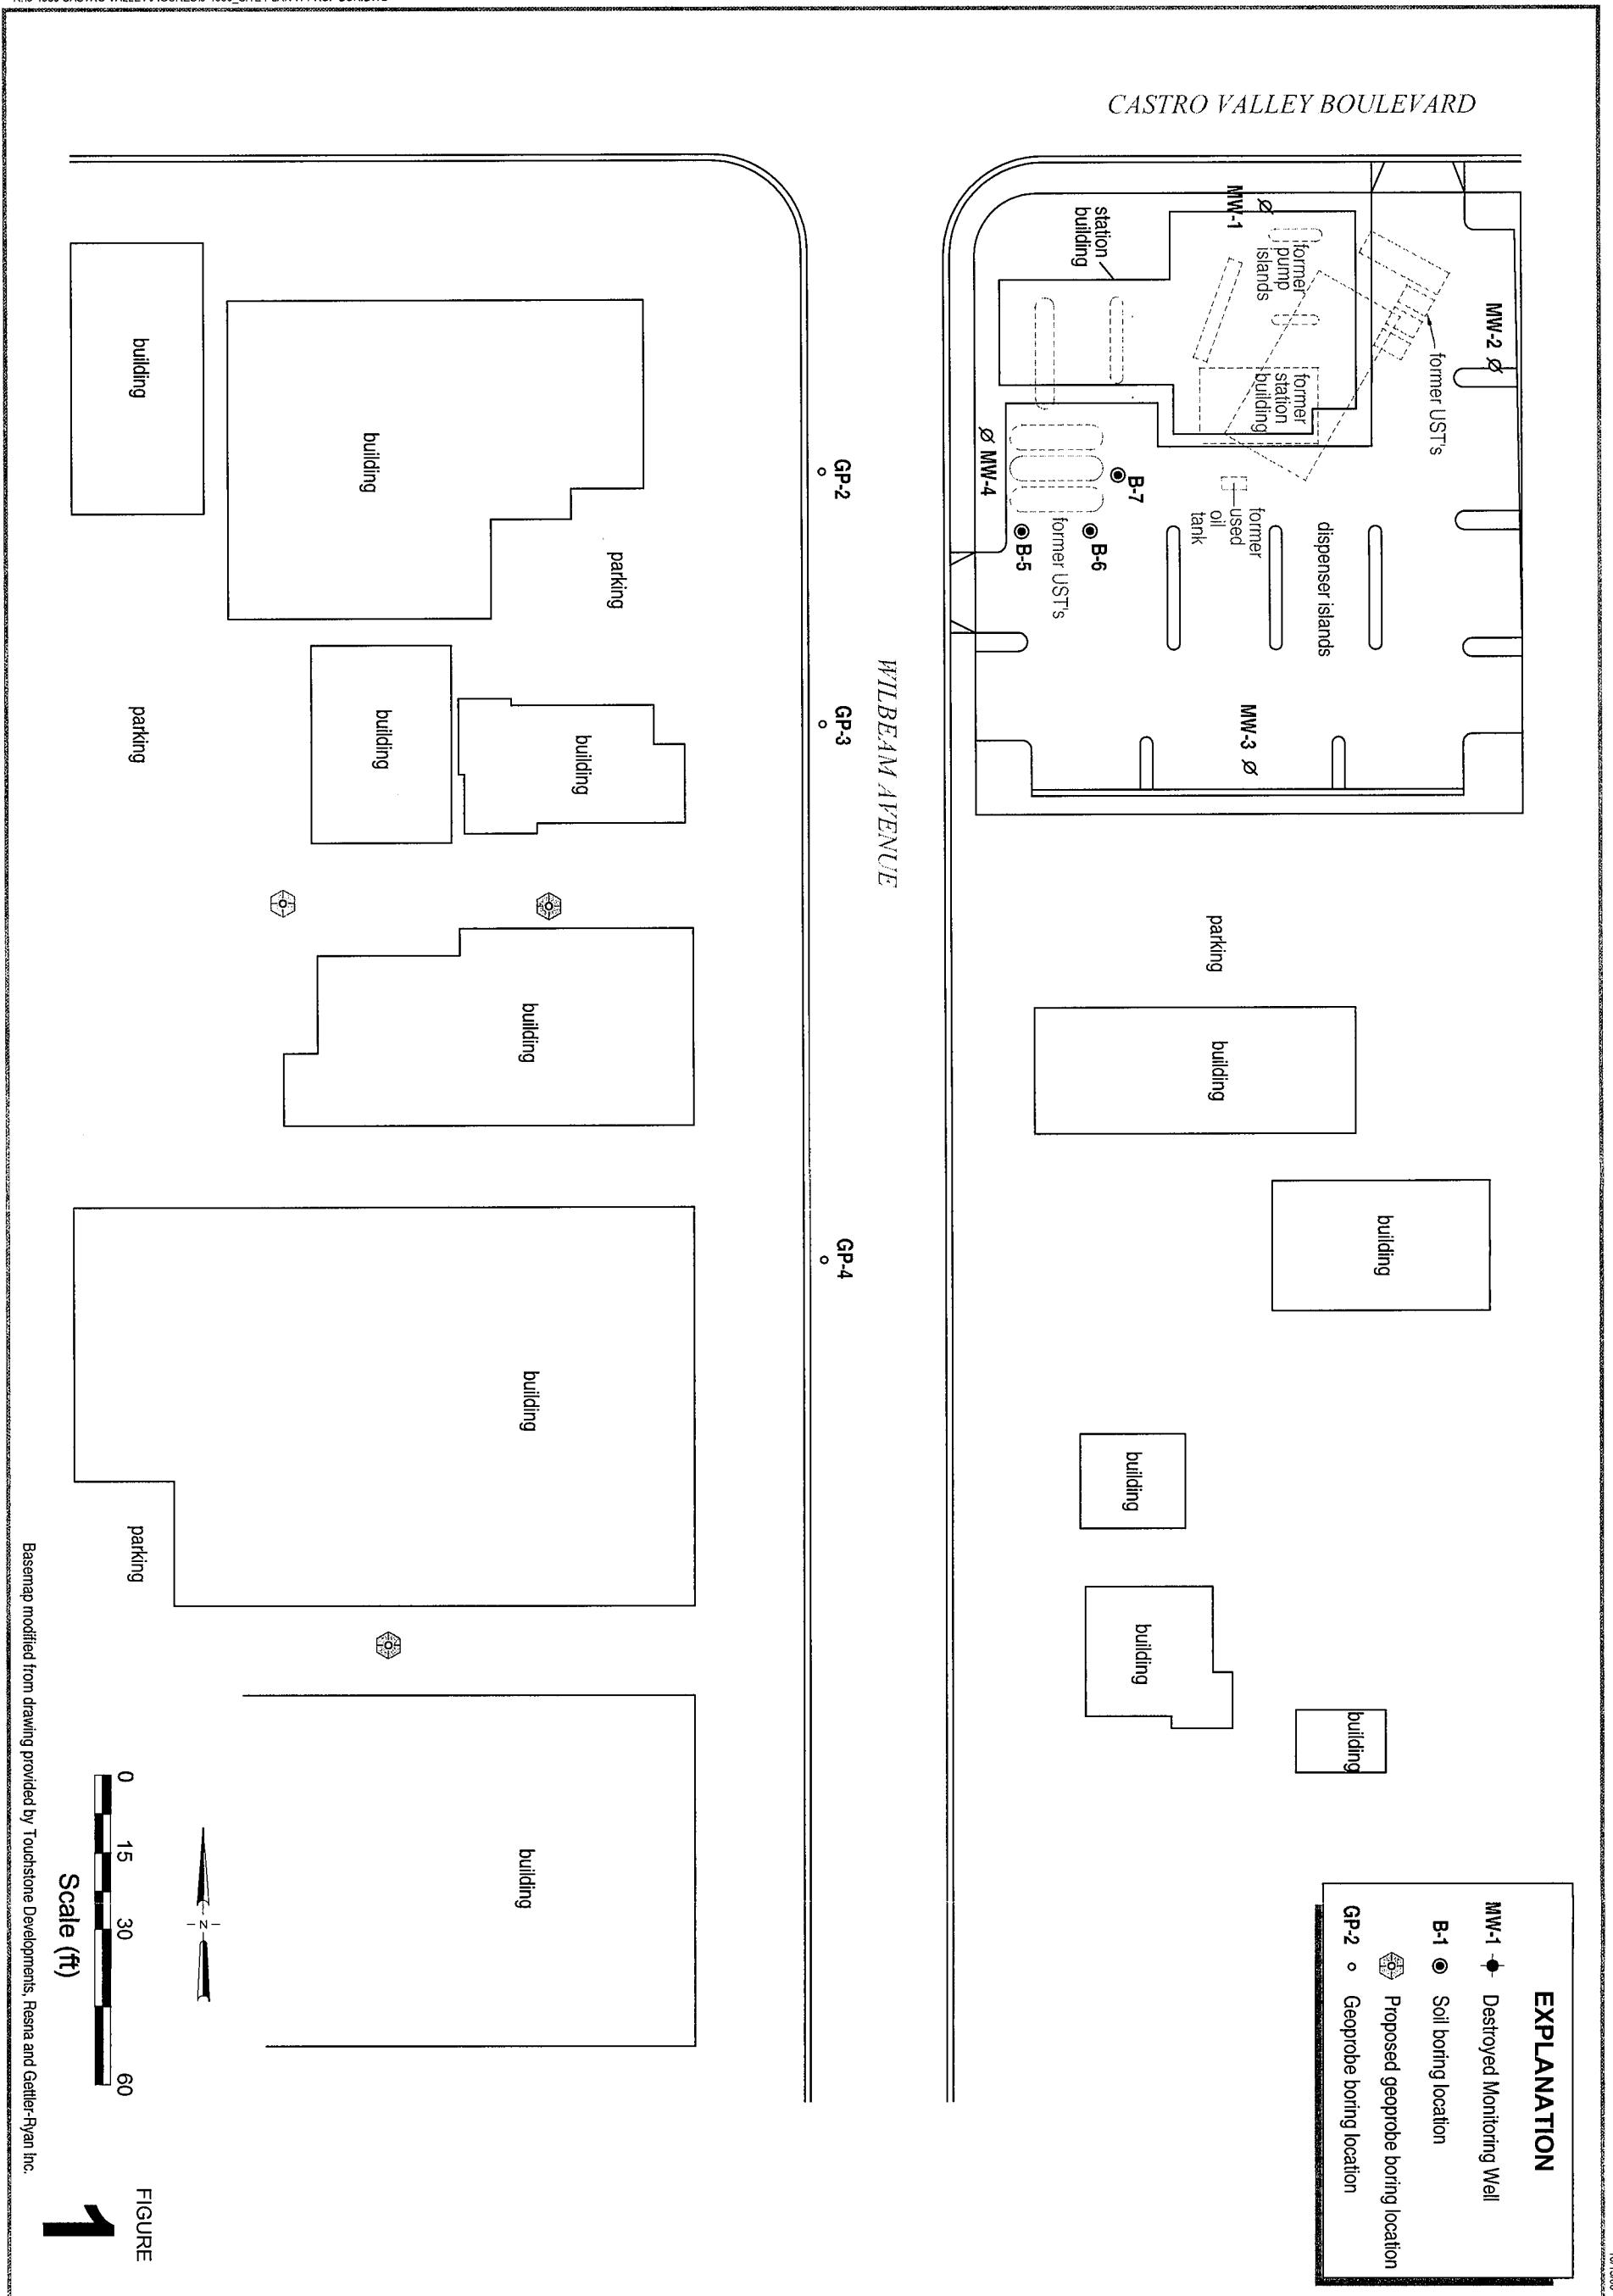 CASTRO VALLEY BOULEVARD
MW-1
former
pump
islands
station
building
MW-2
former UST's
former
station
building
MW-4
B-7
B-6
B-5
former UST's
former
used
oil
tank
dispenser islands
MW-3
WILBEAM AVENUE
GP-2
GP-3
GP-4
building
building
parking
parking
building
building
building
building
parking
building
parking
building
building
building
building
building
EXPLANATION
MW-1 Destroyed Monitoring Well
B-1 Soil boring location
Proposed geoprobe boring location
GP-2 Geoprobe boring location
N
0 15 30 60
Scale (ft)
Basemap modified from drawing provided by Touchstone Developments, Resna and Gettler-Ryan Inc.
FIGURE
1